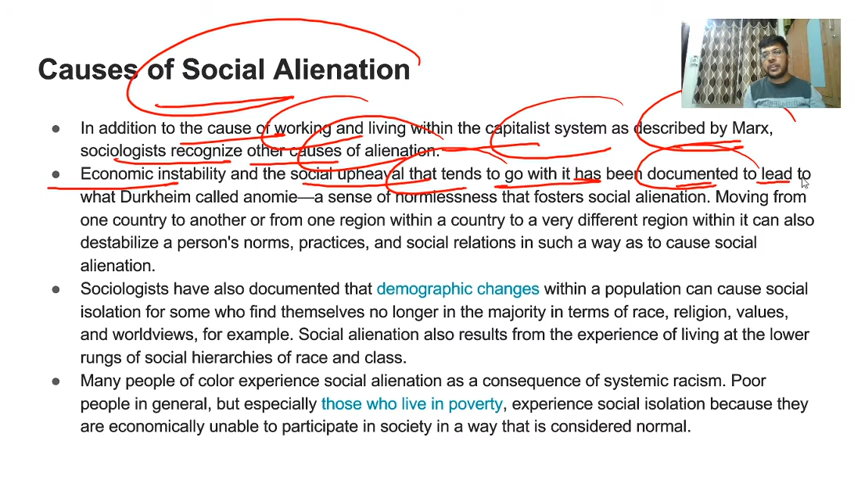 Causes of Social Alienation
● In addition to the cause of working and living within the capitalist system as described by Marx,
sociologists recognize other causes of alienation.
● Economic instability and the social upheaval that tends to go with it has been documented to lead to
what Durkheim called anomie—a sense of normlessness that fosters social alienation. Moving from
one country to another or from one region within a country to a very different region within it can also
destabilize a person's norms, practices, and social relations in such a way as to cause social
alienation.
● Sociologists have also documented that demographic changes within a population can cause social
isolation for some who find themselves no longer in the majority in terms of race, religion, values,
and worldviews, for example. Social alienation also results from the experience of living at the lower
rungs of social hierarchies of race and class.
● Many people of color experience social alienation as a consequence of systemic racism. Poor
people in general, but especially those who live in poverty, experience social isolation because they
are economically unable to participate in society in a way that is considered normal.